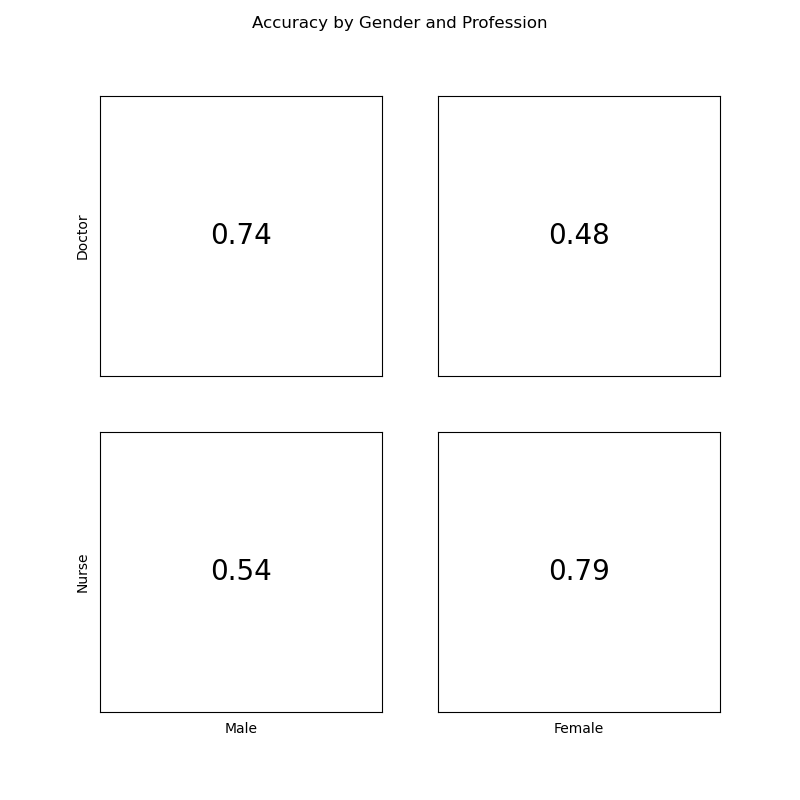 Accuracy by Gender and Profession
Doctor
0.74
0.48
Nurse
0.54
0.79
Male
Female